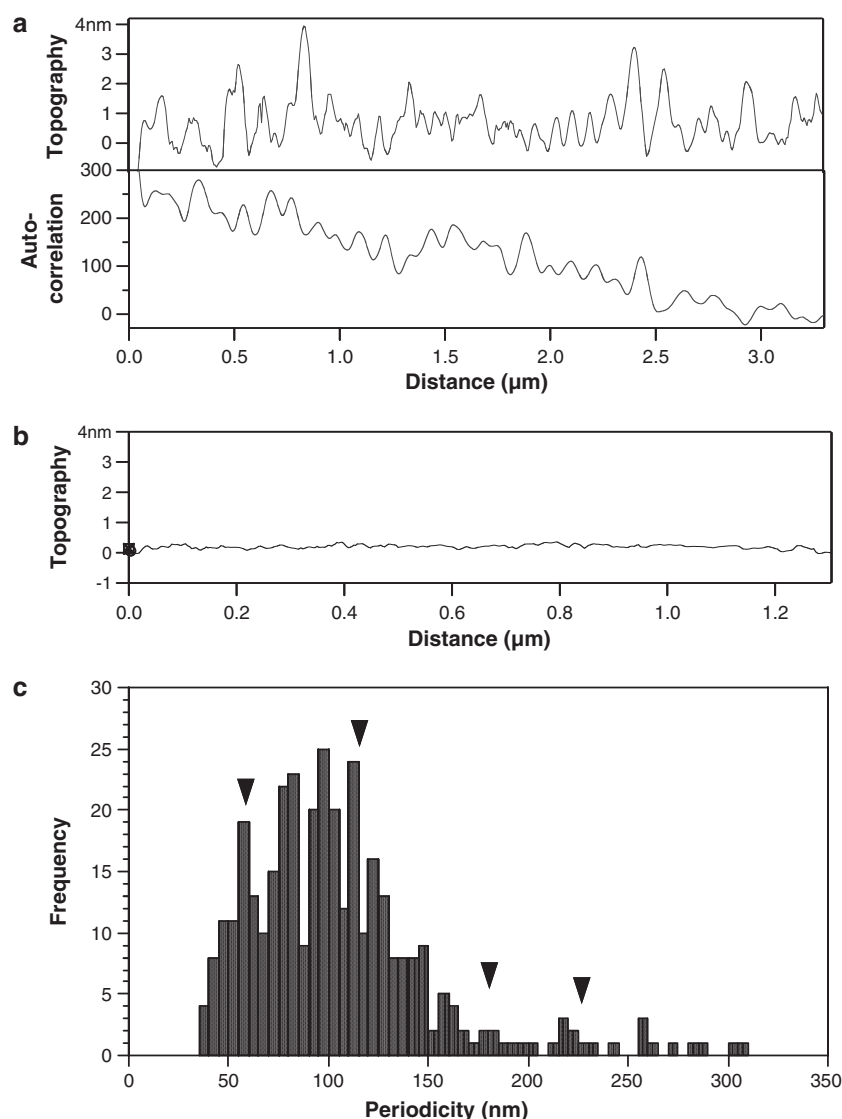 a
4nm
3
2
1
0
Topography
300
200
100
0
Auto-
correlation
0.0 0.5 1.0 1.5 2.0 2.5 3.0
Distance (µm)
b
4nm
3
2
1
0
-1
Topography
0.0 0.2 0.4 0.6 0.8 1.0 1.2
Distance (µm)
c
30
25
20
15
10
5
0
Frequency
0 50 100 150 200 250 300 350
Periodicity (nm)